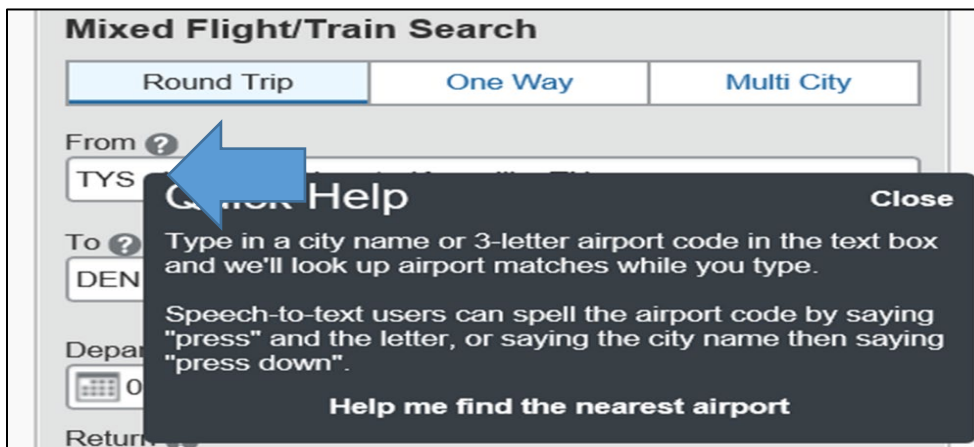 Mixed Flight/Train Search
Round Trip One Way Multi City
From ?
TYS
Quick Help Close
To ?
Type in a city name or 3-letter airport code in the text box
DEN
and we'll look up airport matches while you type.
Speech-to-text users can spell the airport code by saying
"press" and the letter, or saying the city name then saying
"press down".
Depar
0
Help me find the nearest airport
Return